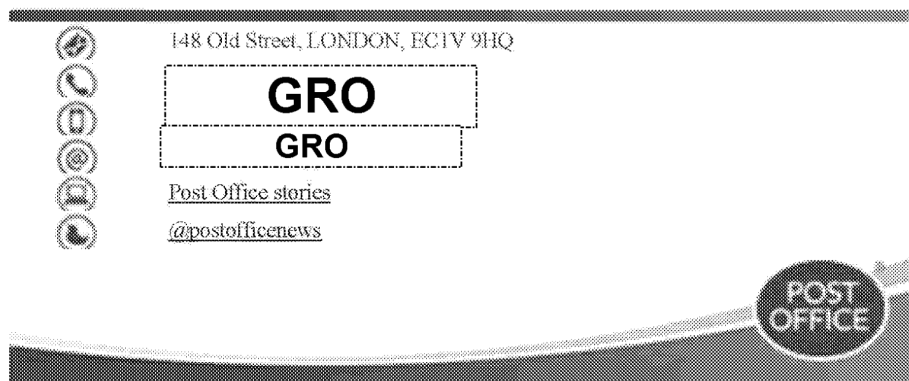 148 Old Street, LONDON, EC1V 9HQ
GRO
GRO
Post Office stories
@postofficenews
POST
OFFICE